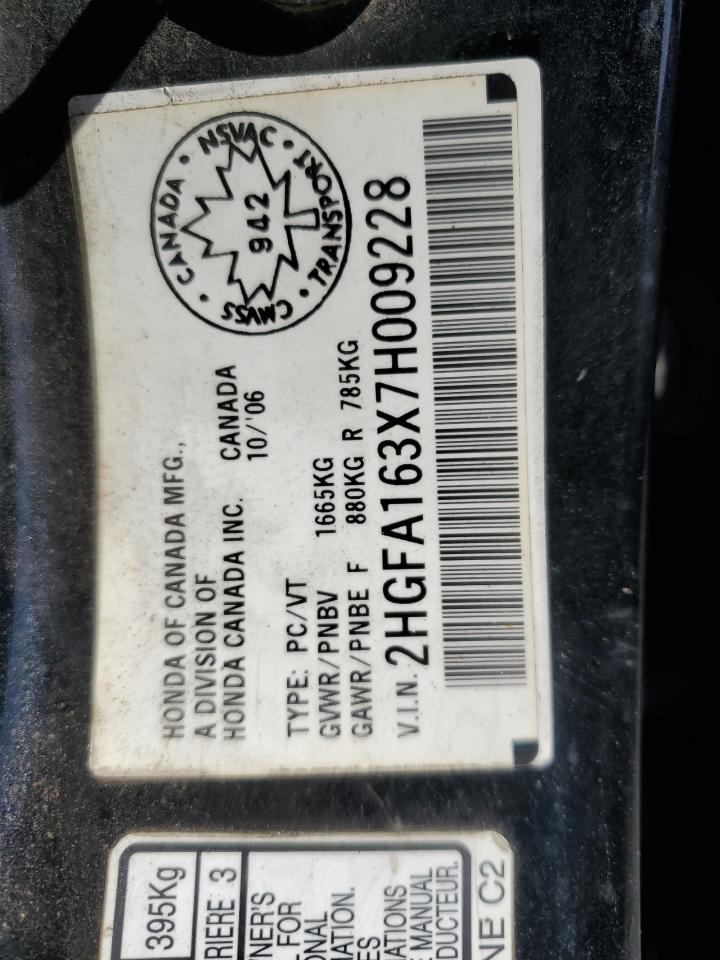 HONDA OF CANADA MFG.,
A DIVISION OF
HONDA CANADA INC. CANADA
10/'06
TYPE: PC/VT
GVWR/PNBV 1665KG
GAWR/PNBE F 880KG R 785KG
V.I.N. 2HGFA163X7H009228
CANADA • NSVAC • TRANSPORT • CMVSS •
942
395Kg
RIERE 3
NER'S
FOR
ONAL
ATION.
ES
ATIONS
E MANUAL
DUCTEUR.
NE C2